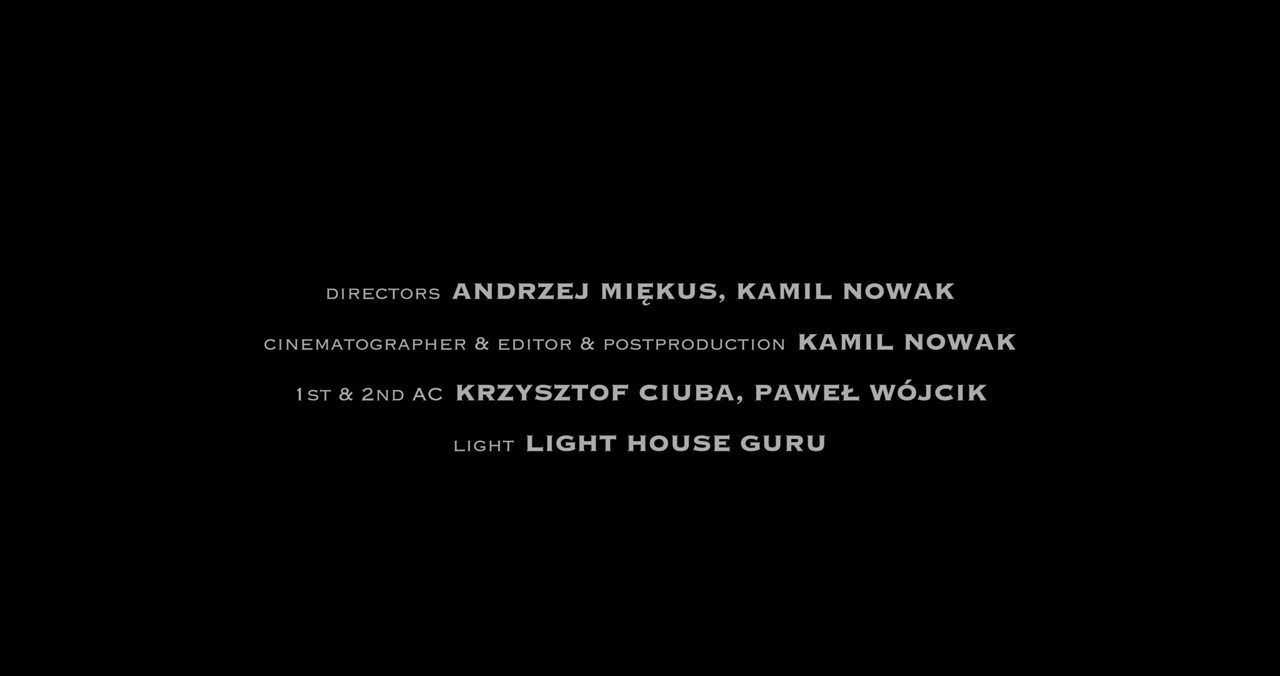 DIRECTORS ANDRZEJ MIĘKUS, KAMIL NOWAK
CINEMATOGRAPHER & EDITOR & POSTPRODUCTION KAMIL NOWAK
1ST & 2ND AC KRZYSZTOF CIUBA, PAWEŁ WÓJCIK
LIGHT LIGHT HOUSE GURU